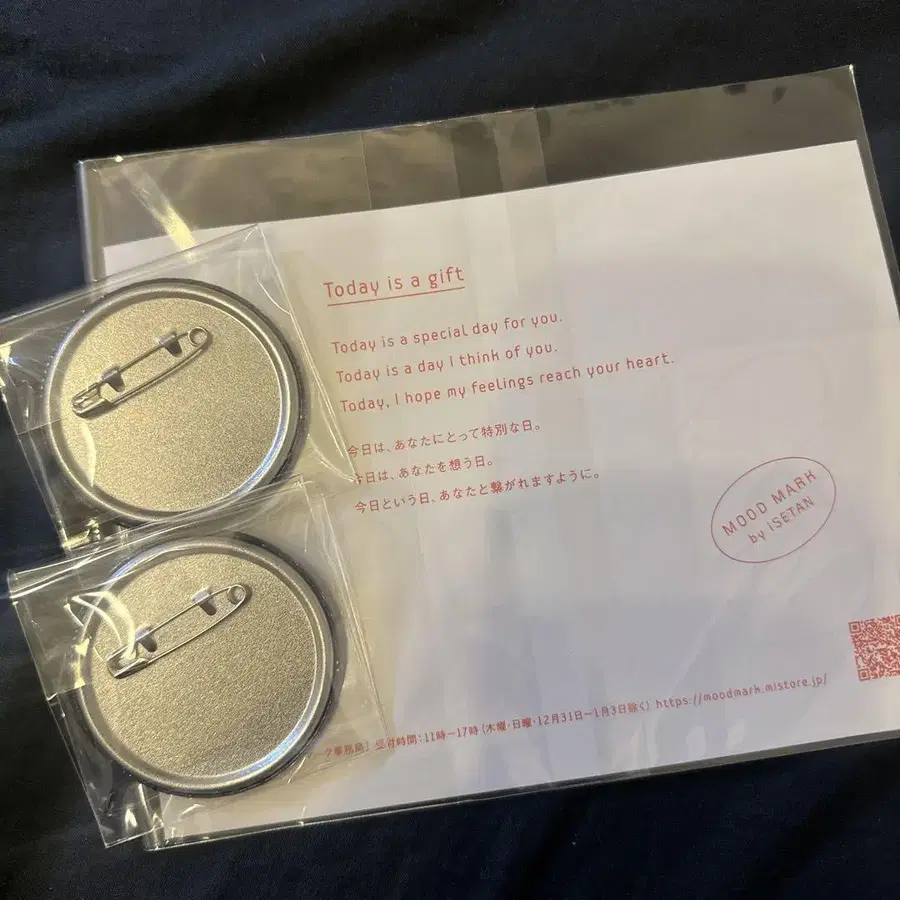 Today is a gift
Today is a special day for you.
Today is a day I think of you.
Today, I hope my feelings reach your heart.
今日は、あなたにとって特別な日。
今日は、あなたを想う日。
今日という日、あなたと繋がれますように。
MOOD MARK
by ISETAN
事務局] 受付時間：11時－17時 (木曜・日曜・12月31日～1月3日除く) https://moodmark.mistore.jp/